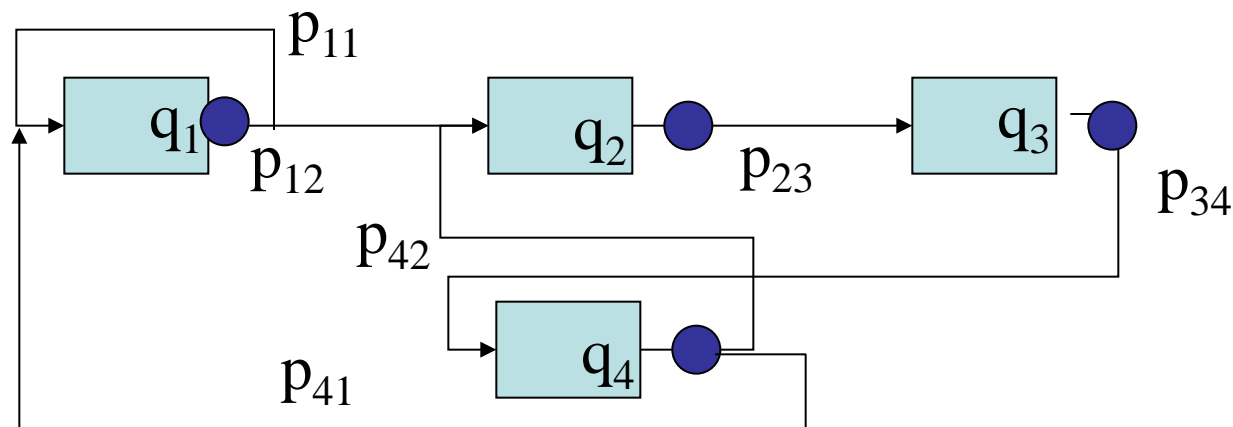 p₁₁
q₁
q₂
q₃
p₁₂
p₂₃
p₃₄
p₄₂
q₄
p₄₁